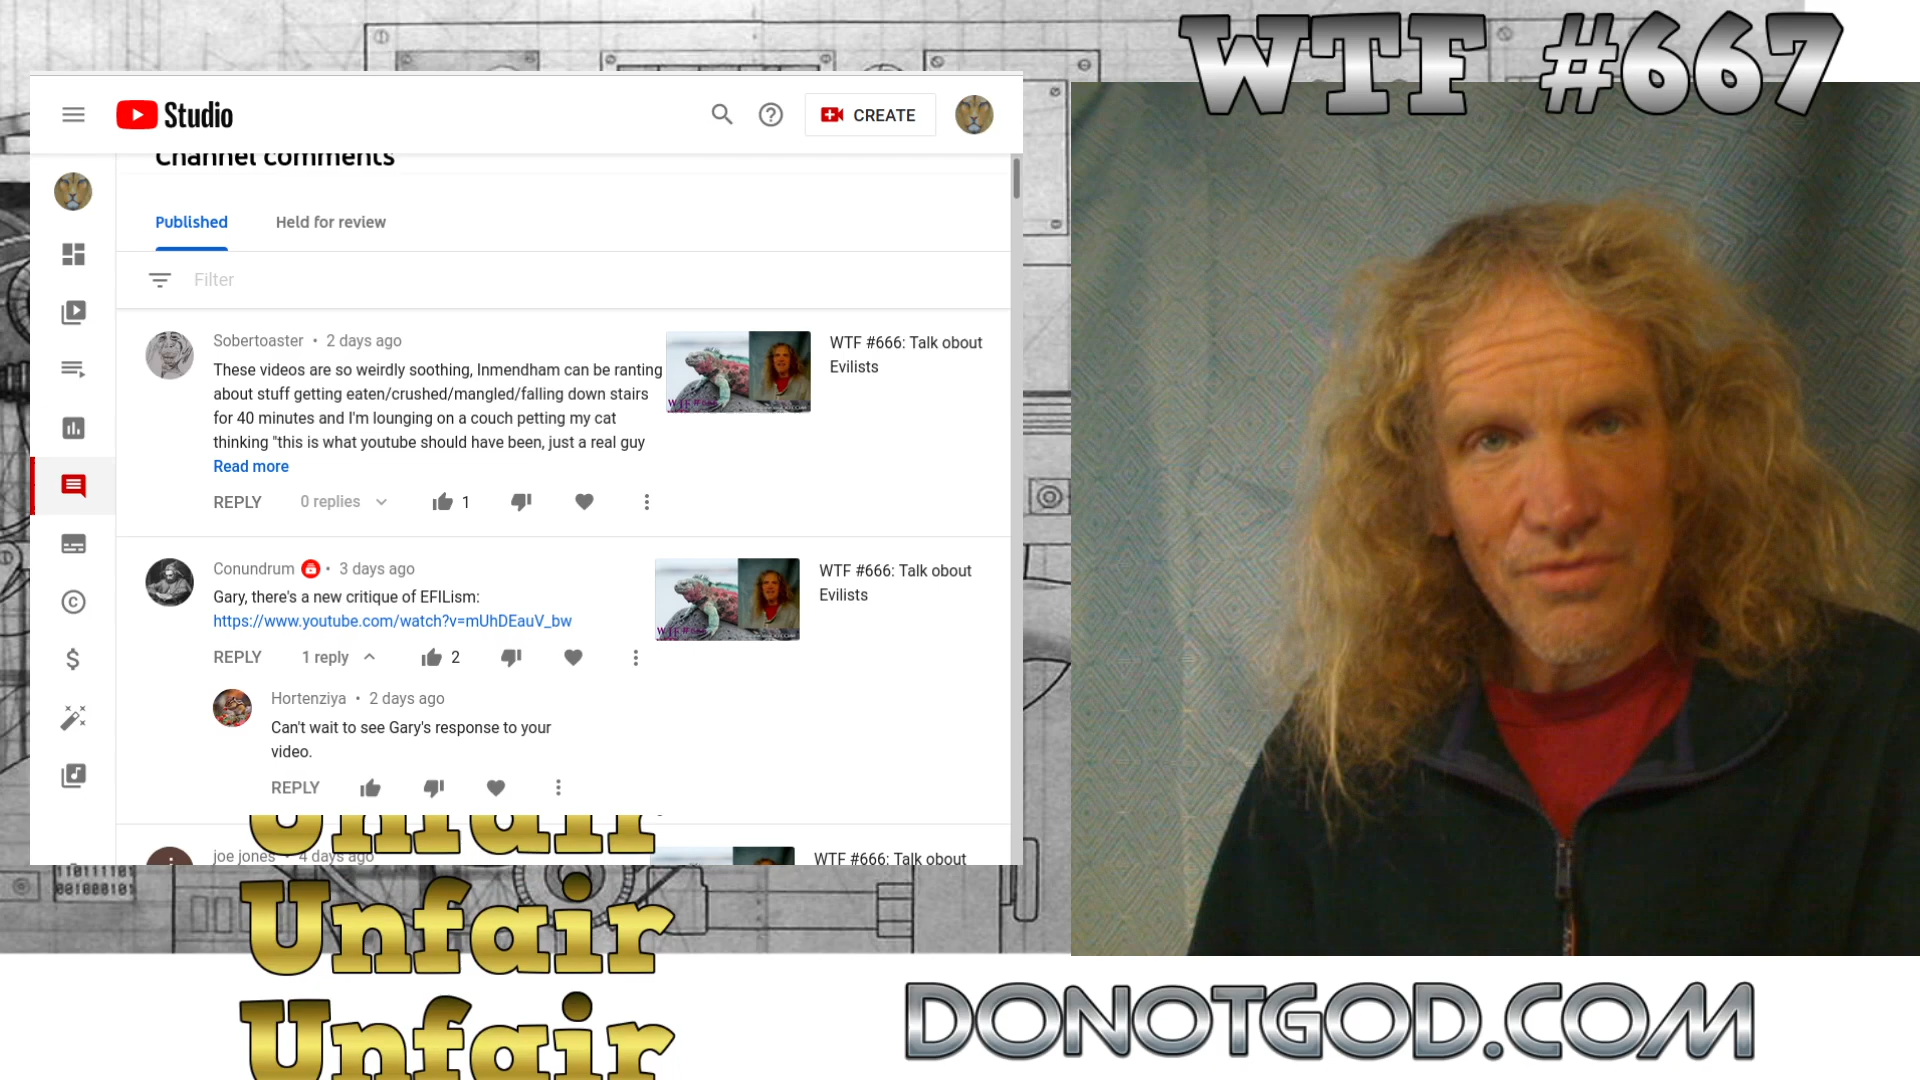 WTF #667
Studio
CREATE
Channel comments
Published
Held for review
Filter
Sobertoaster • 2 days ago
These videos are so weirdly soothing, Inmendham can be ranting
about stuff getting eaten/crushed/mangled/falling down stairs
for 40 minutes and I'm lounging on a couch petting my cat
thinking "this is what youtube should have been, just a real guy
Read more
REPLY 0 replies 1
WTF #666: Talk obout
Evilists
Conundrum • 3 days ago
Gary, there's a new critique of EFILism:
https://www.youtube.com/watch?v=mUhDEauV_bw
REPLY 1 reply 2
WTF #666: Talk obout
Evilists
Hortenziya • 2 days ago
Can't wait to see Gary's response to your
video.
REPLY
Unfair
joe jones • 4 days ago
WTF #666: Talk obout
110111101
001000101
Unfair
Unfair
DONOTGOD.COM